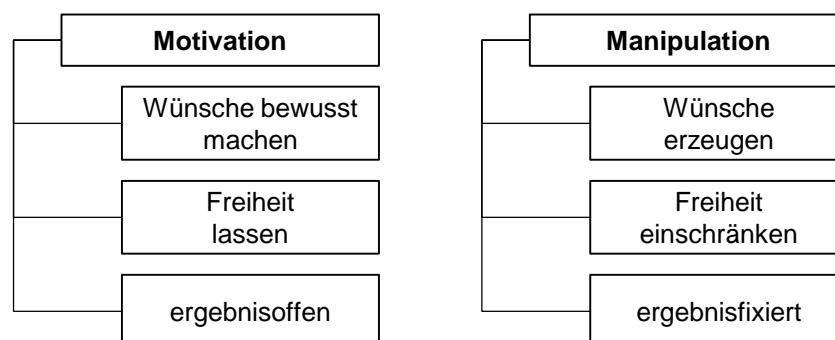 Motivation
Wünsche bewusst
machen
Freiheit
lassen
ergebnisoffen
Manipulation
Wünsche
erzeugen
Freiheit
einschränken
ergebnisfixiert